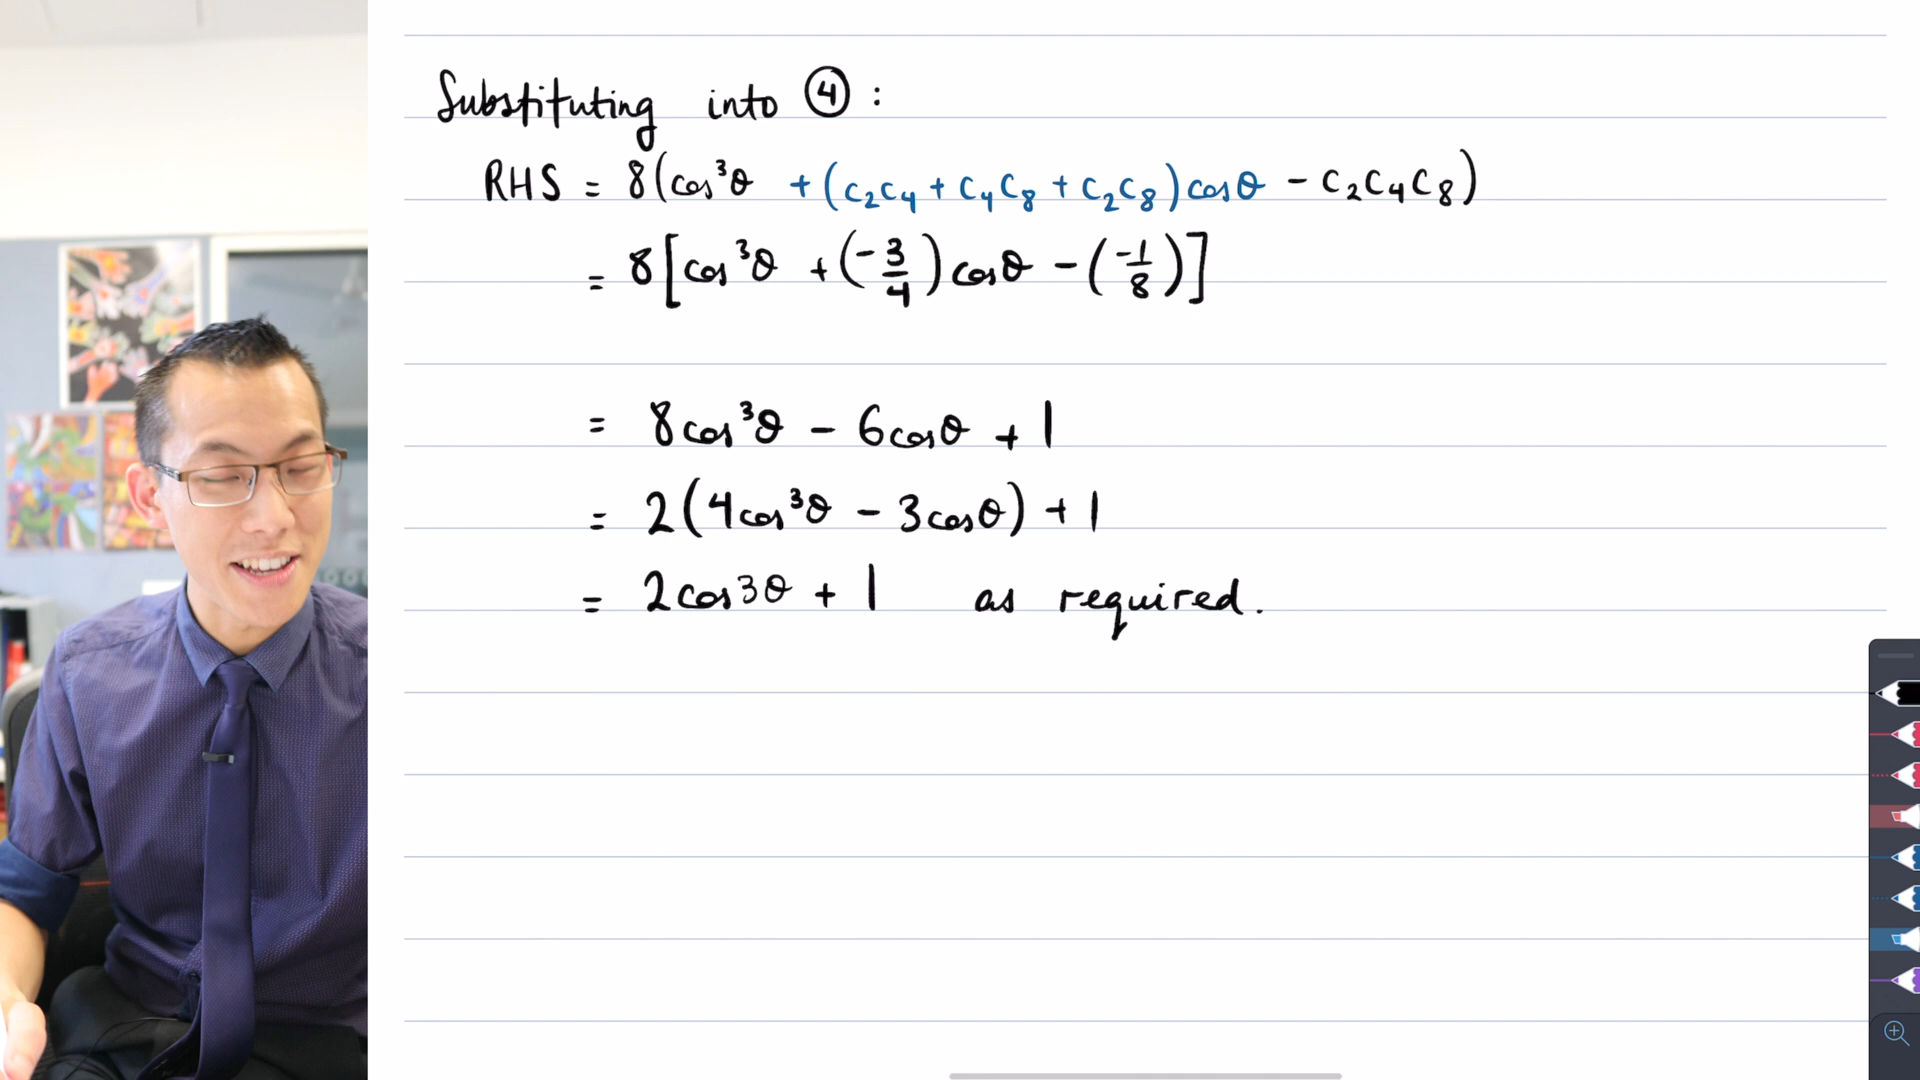 Substituting into ④ :
RHS = 8(cos³θ + (c₂c₄ + c₄c₈ + c₂c₈)cosθ - c₂c₄c₈)
= 8[cos³θ + (-3/4)cosθ - (-1/8)]
= 8cos³θ - 6cosθ + 1
= 2(4cos³θ - 3cosθ) + 1
= 2cos3θ + 1 as required.